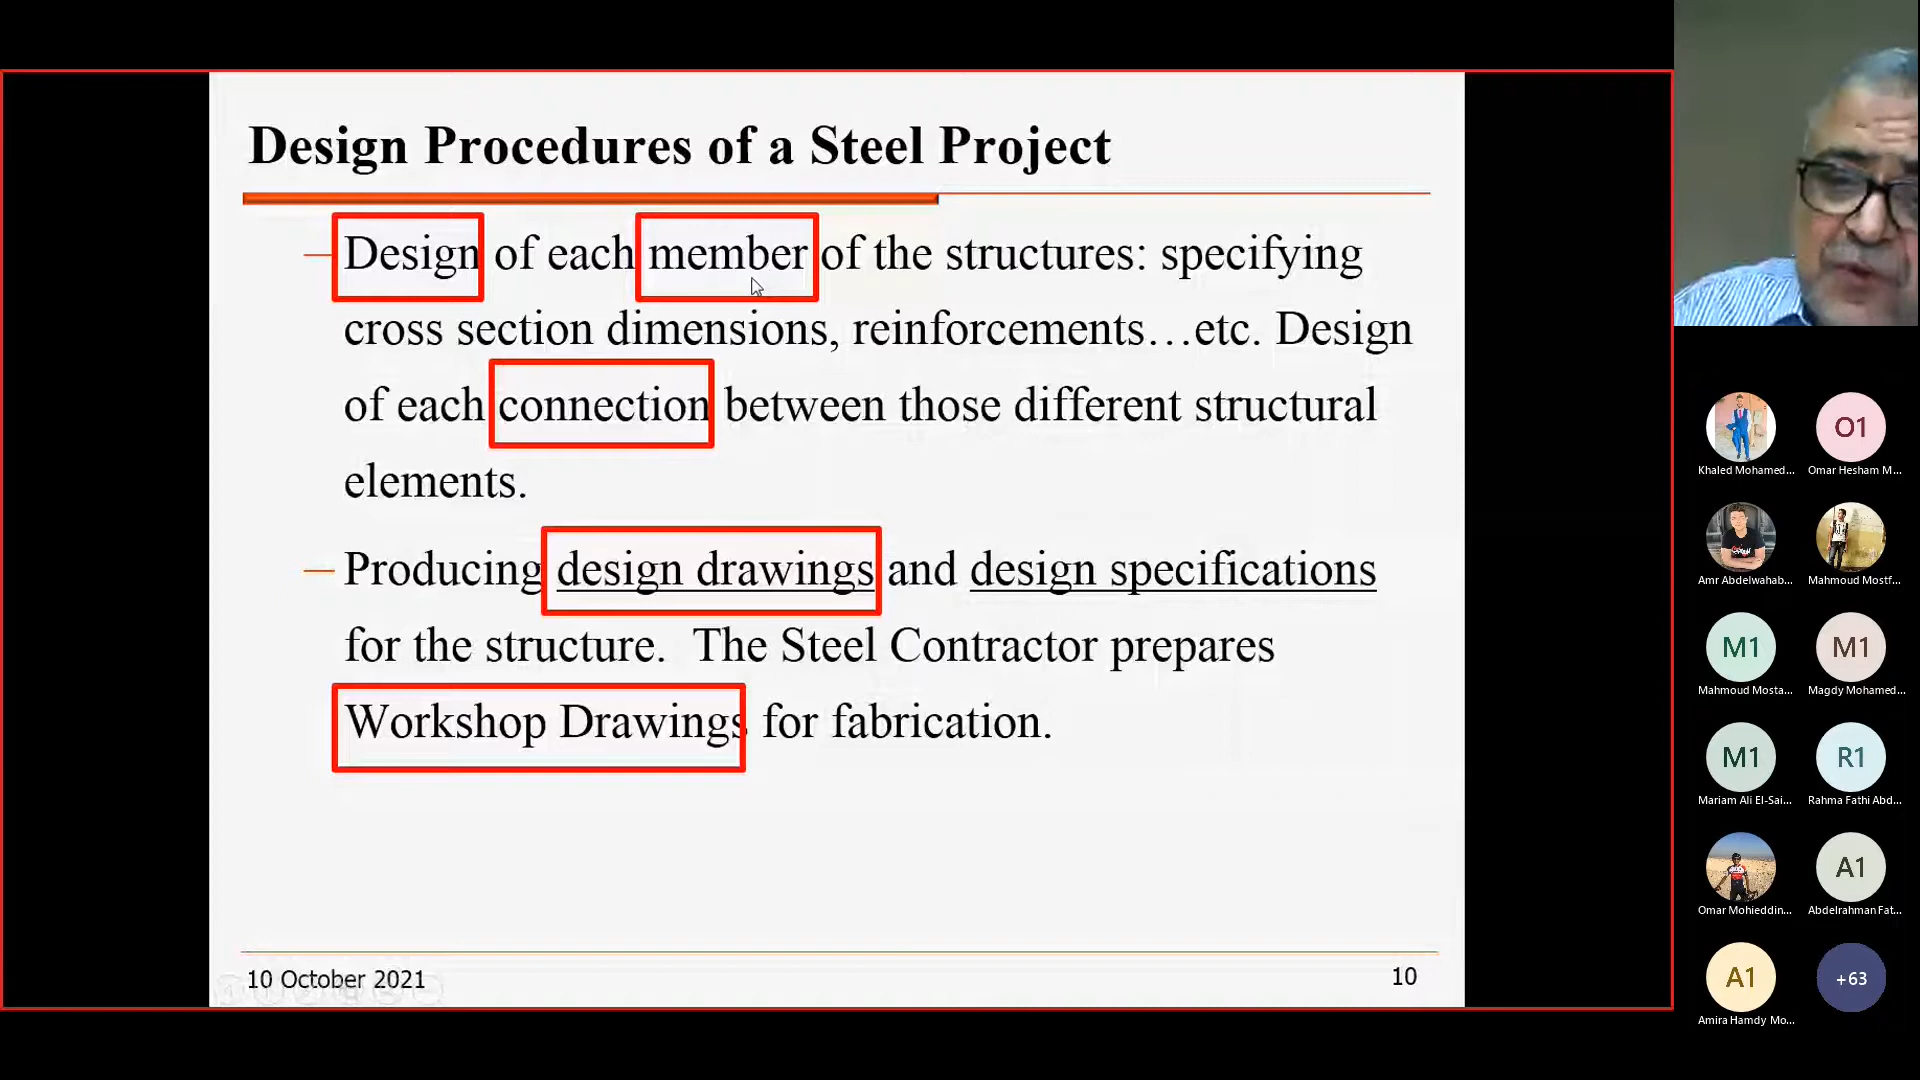 Design Procedures of a Steel Project
– Design of each member of the structures: specifying
cross section dimensions, reinforcements…etc. Design
of each connection between those different structural
elements.
– Producing design drawings and design specifications
for the structure. The Steel Contractor prepares
Workshop Drawings for fabrication.
10 October 2021
10
Khaled Mohamed...
O1
Omar Hesham M...
Amr Abdelwahab...
Mahmoud Mostf...
M1
Mahmoud Mosta...
M1
Magdy Mohamed...
M1
Mariam Ali El-Sai...
R1
Rahma Fathi Abd...
Omar Mohieddin...
A1
Abdelrahman Fat...
A1
Amira Hamdy Mo...
+63